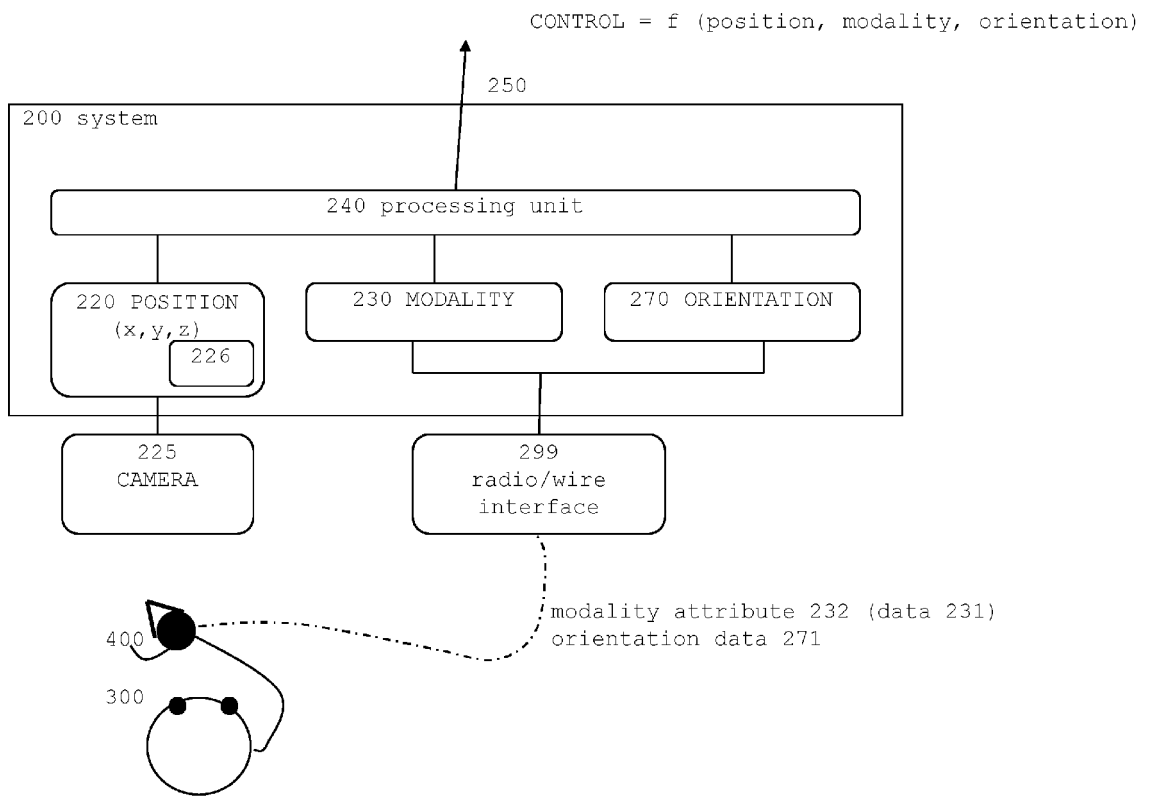 CONTROL = f (position, modality, orientation)
250
200 system
240 processing unit
220 POSITION
(x,y,z)
226
230 MODALITY
270 ORIENTATION
225
CAMERA
299
radio/wire
interface
modality attribute 232 (data 231)
orientation data 271
400
300